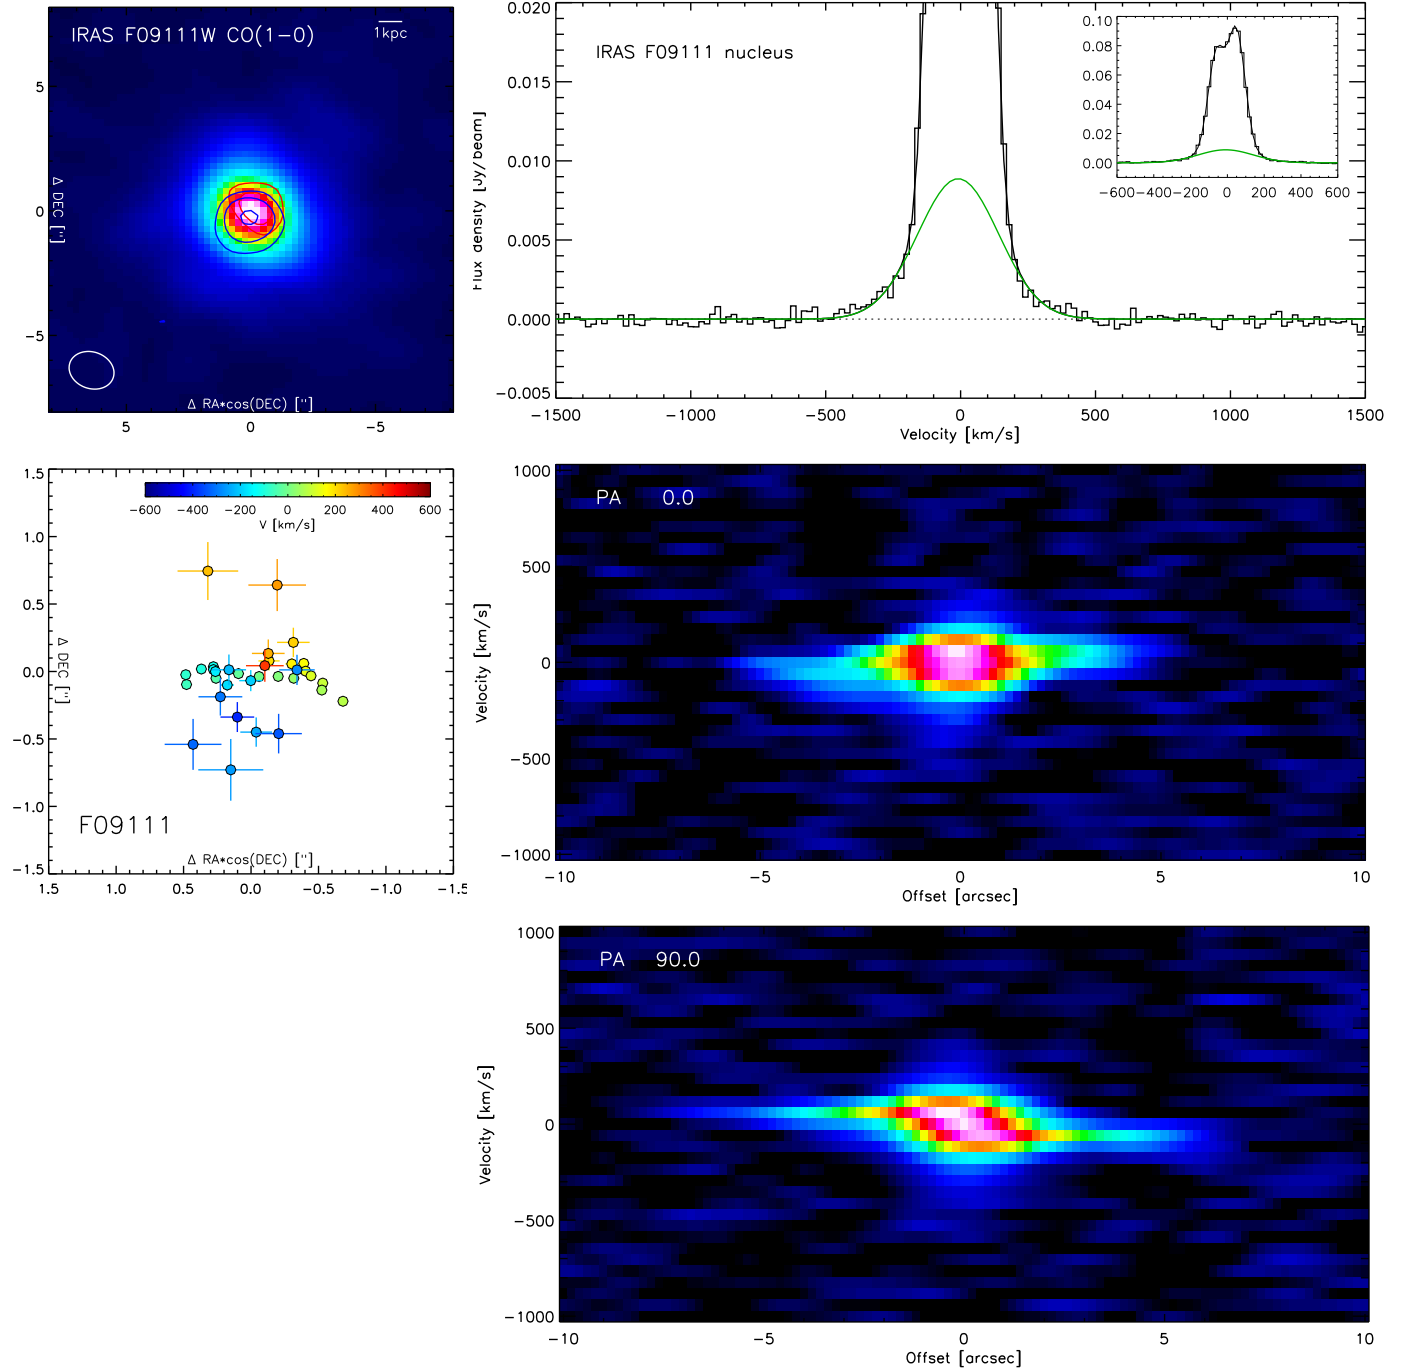 IRAS F09111W CO(1-0)
1kpc
5
0
-5
Δ DEC ["]
Δ RA*cos(DEC) ["]
5 0 -5
IRAS F09111 nucleus
0.020
0.015
0.010
0.005
0.000
-0.005
Flux density [Jy/beam]
-1500 -1000 -500 0 500 1000 1500
Velocity [km/s]
0.10
0.08
0.06
0.04
0.02
0.00
-600 -400 -200 0 200 400 600
1.5
1.0
0.5
0.0
-0.5
-1.0
-1.5
-600 -400 -200 0 200 400 600
V [km/s]
Δ DEC ["]
F09111
Δ RA*cos(DEC) ["]
1.5 1.0 0.5 0.0 -0.5 -1.0 -1.5
PA 0.0
1000
500
0
-500
-1000
Velocity [km/s]
-10 -5 0 5 10
Offset [arcsec]
PA 90.0
1000
500
0
-500
-1000
Velocity [km/s]
-10 -5 0 5 10
Offset [arcsec]